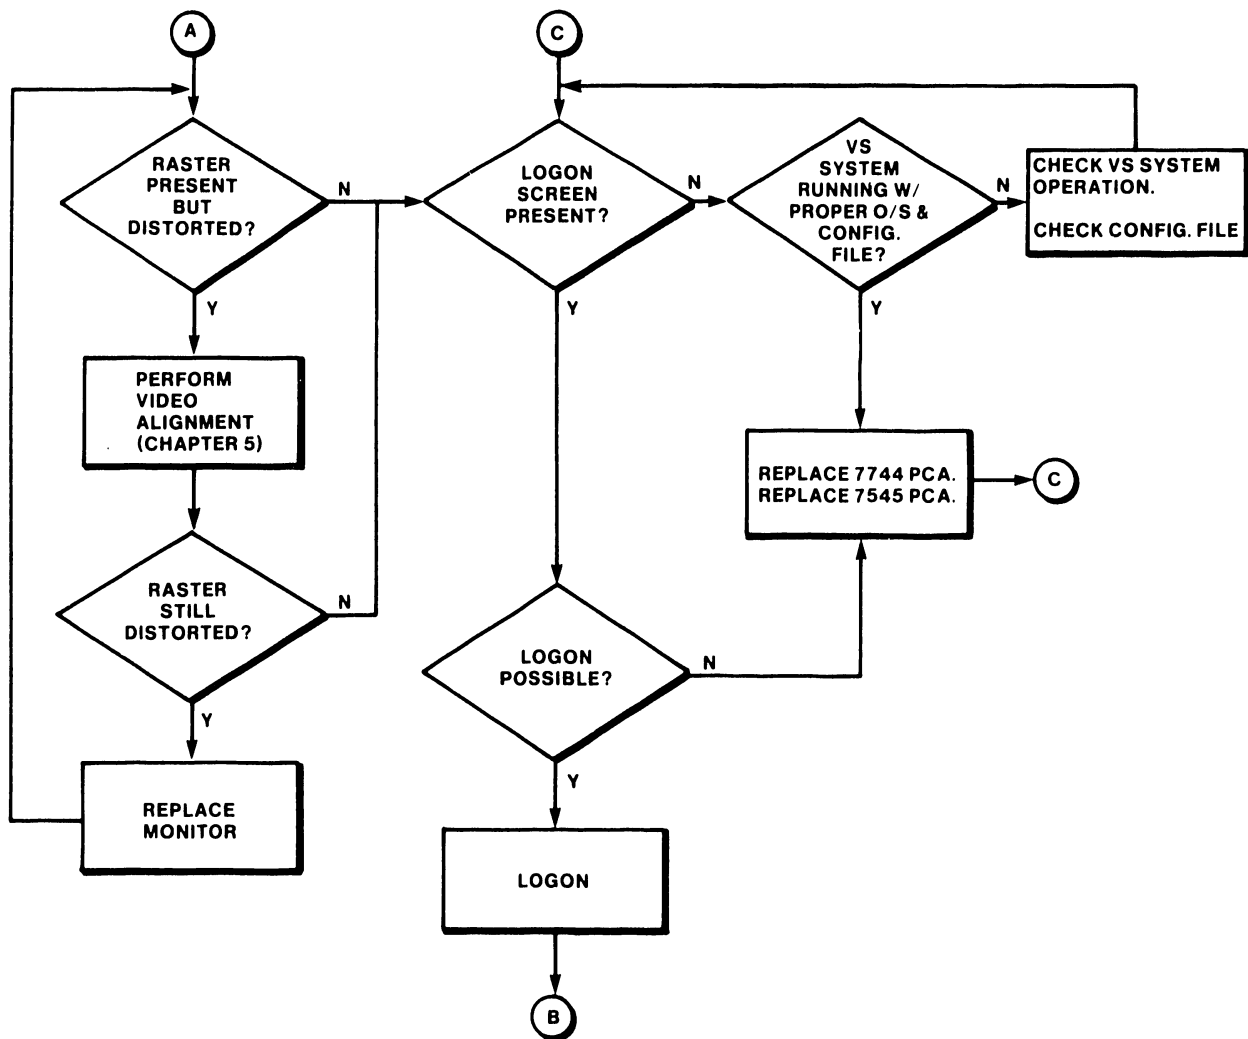 A
RASTER
PRESENT
BUT
DISTORTED?
N
Y
PERFORM
VIDEO
ALIGNMENT
(CHAPTER 5)
RASTER
STILL
DISTORTED?
N
Y
REPLACE
MONITOR
C
LOGON
SCREEN
PRESENT?
N
Y
LOGON
POSSIBLE?
N
Y
LOGON
B
VS
SYSTEM
RUNNING W/
PROPER O/S &
CONFIG.
FILE?
N
Y
CHECK VS SYSTEM
OPERATION.
CHECK CONFIG. FILE
REPLACE 7744 PCA.
REPLACE 7545 PCA.
C